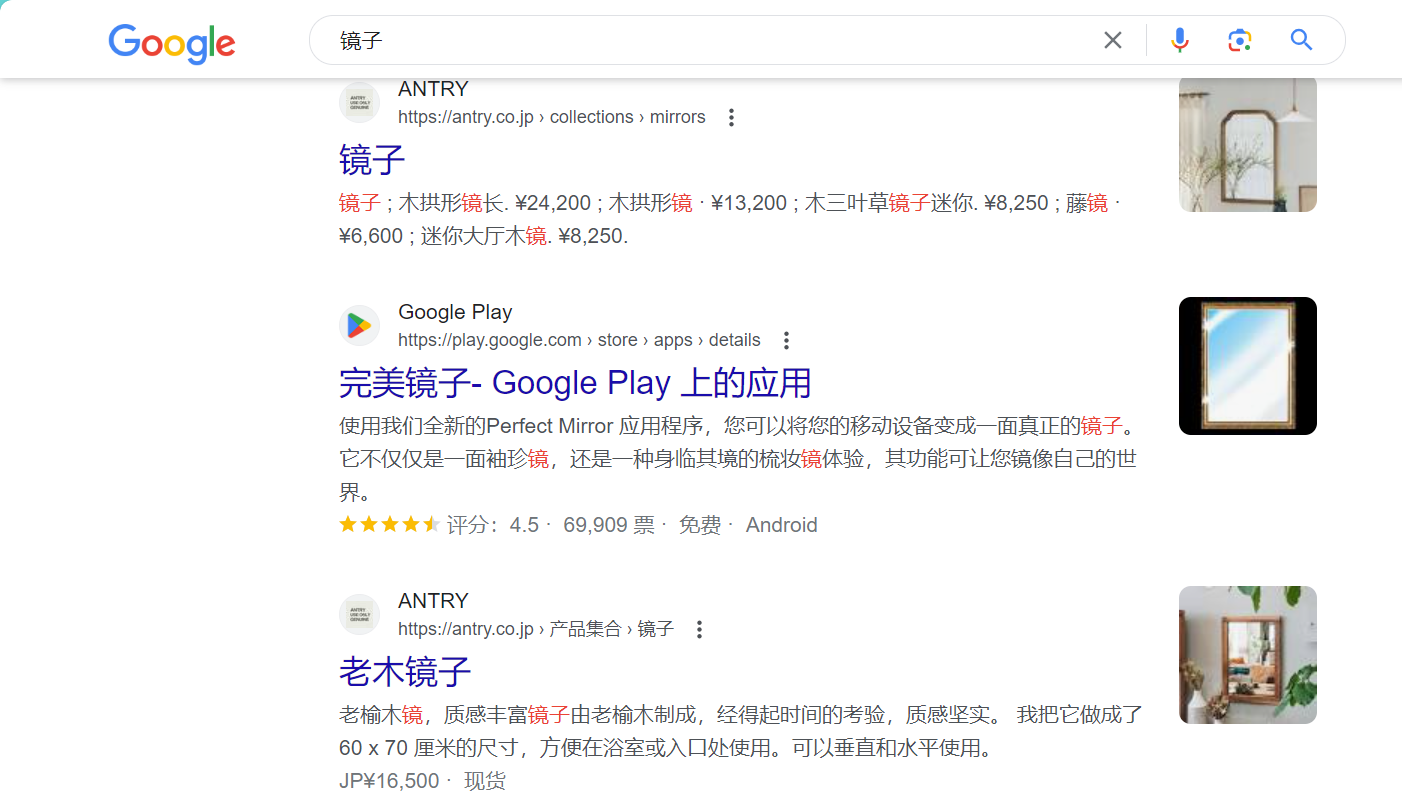 Google
镜子
ANTRY
https://antry.co.jp › collections › mirrors
镜子
镜子 ; 木拱形镜长. ¥24,200 ; 木拱形镜 · ¥13,200 ; 木三叶草镜子迷你. ¥8,250 ; 藤镜 ·
¥6,600 ; 迷你大厅木镜. ¥8,250.
Google Play
https://play.google.com › store › apps › details
完美镜子- Google Play 上的应用
使用我们全新的Perfect Mirror 应用程序，您可以将您的移动设备变成一面真正的镜子。
它不仅仅是一面袖珍镜，还是一种身临其境的梳妆镜体验，其功能可让您镜像自己的世
界。
评分：4.5 · 69,909 票 · 免费 · Android
ANTRY
USE ONLY
GENUINE
ANTRY
https://antry.co.jp › 产品集合 › 镜子
老木镜子
老榆木镜，质感丰富镜子由老榆木制成，经得起时间的考验，质感坚实。 我把它做成了
60 x 70 厘米的尺寸，方便在浴室或入口处使用。可以垂直和水平使用。
JP¥16,500 · 现货